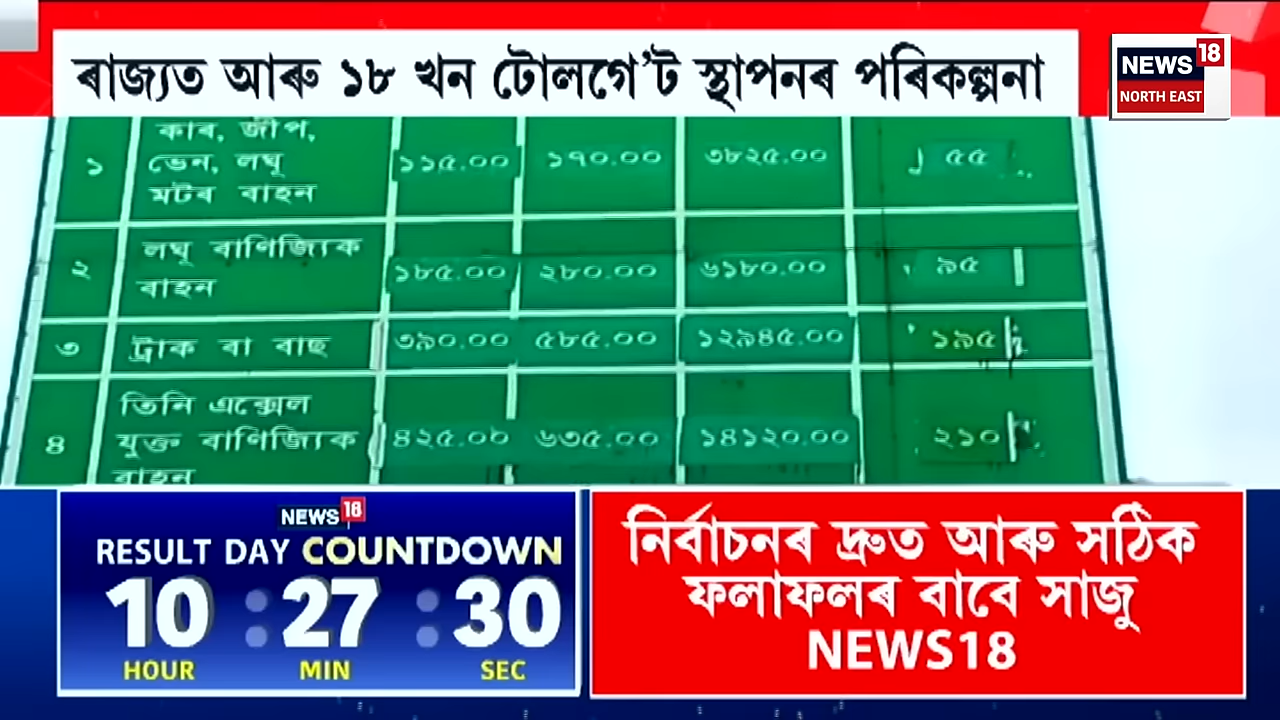 ৰাজ্যত আৰু ১৮ খন টোলগে'ট স্থাপনৰ পৰিকল্পনা
NEWS 18
NORTH EAST
১ কাৰ, জীপ, ভেন, লঘু মটৰ বাহন ১১৫.০০ ১৭০.০০ ৩৮২৫.০০ ৫৫
২ লঘু বাণিজ্যিক বাহন ১৮৫.০০ ২৮০.০০ ৬১৮০.০০ ৯৫
৩ ট্ৰাক বা বাছ ৩৯০.০০ ৫৮৫.০০ ১২৯৪৫.০০ ১৯৫
৪ তিনি এক্সেল যুক্ত বাণিজ্যিক বাহন ৪২৫.০০ ৬৩৫.০০ ১৪১২০.০০ ২১০
NEWS 18
RESULT DAY COUNTDOWN
10 : 27 : 30
HOUR MIN SEC
নিৰ্বাচনৰ দ্ৰুত আৰু সঠিক
ফলাফলৰ বাবে সাজু
NEWS18